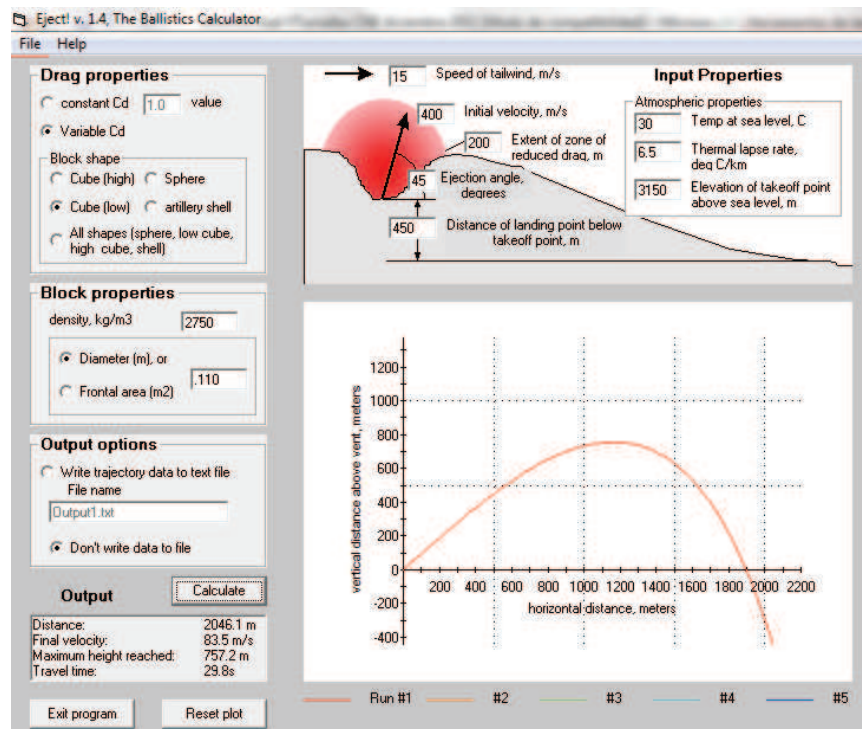 Eject! v. 1.4, The Ballistics Calculator
File Help
Drag properties
constant Cd 1.0 value
Variable Cd
Block shape
Cube (high) Sphere
Cube (low) artillery shell
All shapes (sphere, low cube,
high cube, shell)
Block properties
density, kg/m3 2750
Diameter (m), or
.110
Frontal area (m2)
Output options
Write trajectory data to text file
File name
Output1.txt
Don't write data to file
Output Calculate
Distance: 2046.1 m
Final velocity: 83.5 m/s
Maximum height reached: 757.2 m
Travel time: 29.8s
Exit program Reset plot
15 Speed of tailwind, m/s
400 Initial velocity, m/s
200 Extent of zone of
reduced drag, m
45 Ejection angle,
degrees
450 Distance of landing point below
takeoff point, m
Input Properties
Atmospheric properties
30 Temp at sea level, C
6.5 Thermal lapse rate,
deg C/km
3150 Elevation of takeoff point
above sea level, m
vertical distance above vent, meters
1200
1000
800
600
400
200
0
-200
-400
200 400 600 800 1000 1200 1400 1600 1800 2000 2200
horizontal distance, meters
Run #1 #2 #3 #4 #5